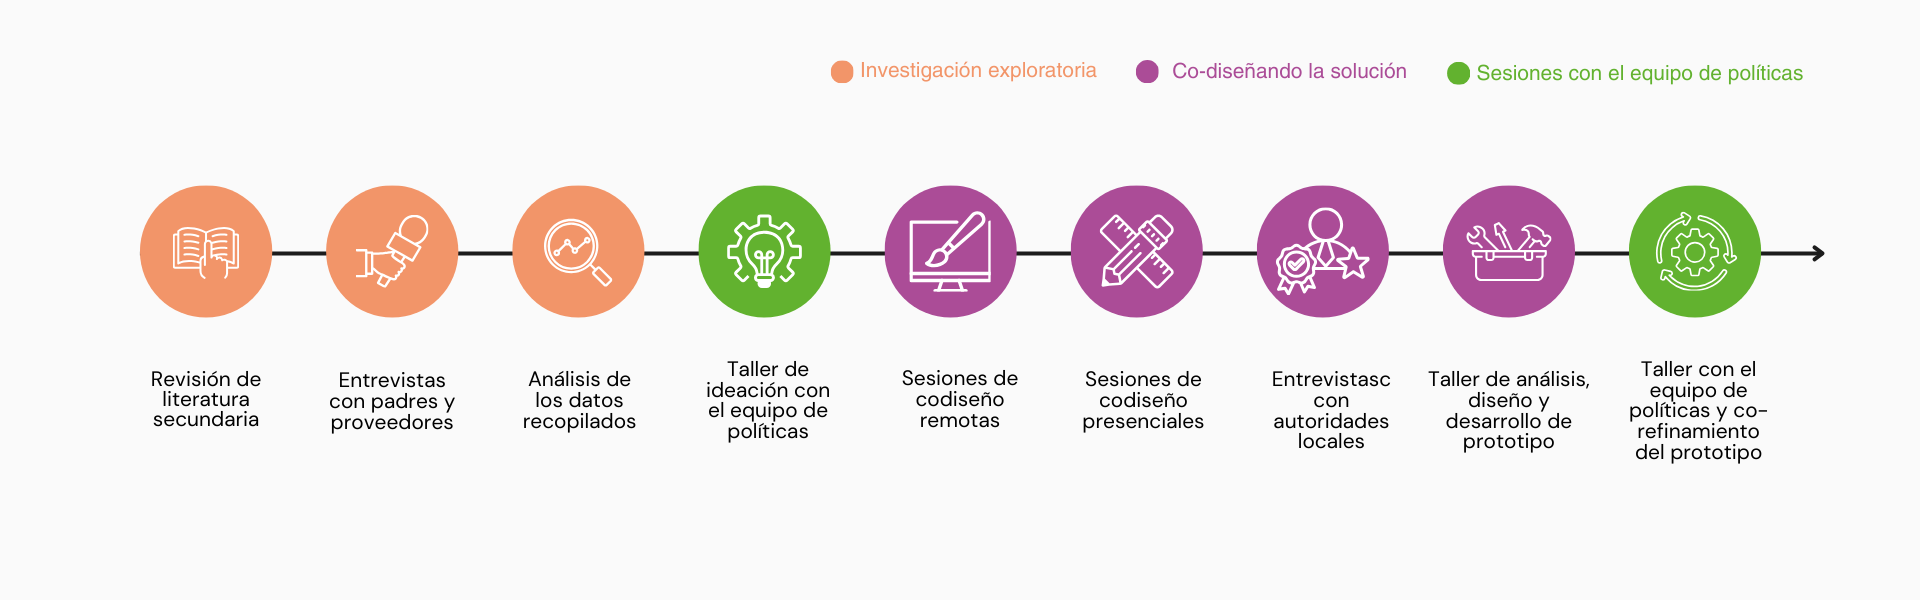 Investigación exploratoria
Co-diseñando la solución
Sesiones con el equipo de políticas
Revisión de
literatura
secundaria
Entrevistas
con padres y
proveedores
Análisis de
los datos
recopilados
Taller de
ideación con
el equipo de
políticas
Sesiones de
codiseño
remotas
Sesiones de
codiseño
presenciales
Entrevistasc
con
autoridades
locales
Taller de análisis,
diseño y
desarrollo de
prototipo
Taller con el
equipo de
políticas y co-
refinamiento
del prototipo